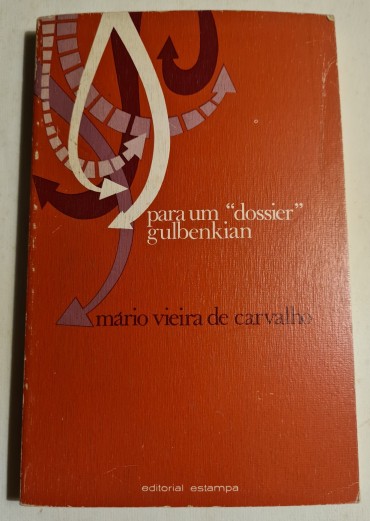 para um “dossier”
gulbenkian
mário vieira de carvalho
editorial estampa